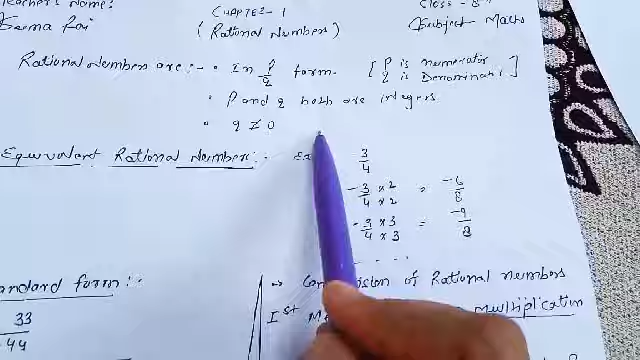 Teacher's Name:
Seema Rai
CHAPTER-1
(Rational Numbers)
Class - 8
Subject Maths
Rational Numbers are:- • In P/q form. [P is Numerator
q is Denominator]
• P and q both are integers
• q ≠ 0
Equivalent Rational Numbers:- 3/4
-3/4 × 2/2 = -6/8
-3/4 × 3/3 = -9/8
. . . .
Standard form:-
33/44
→ of Rational Numbers
Ist multiplication